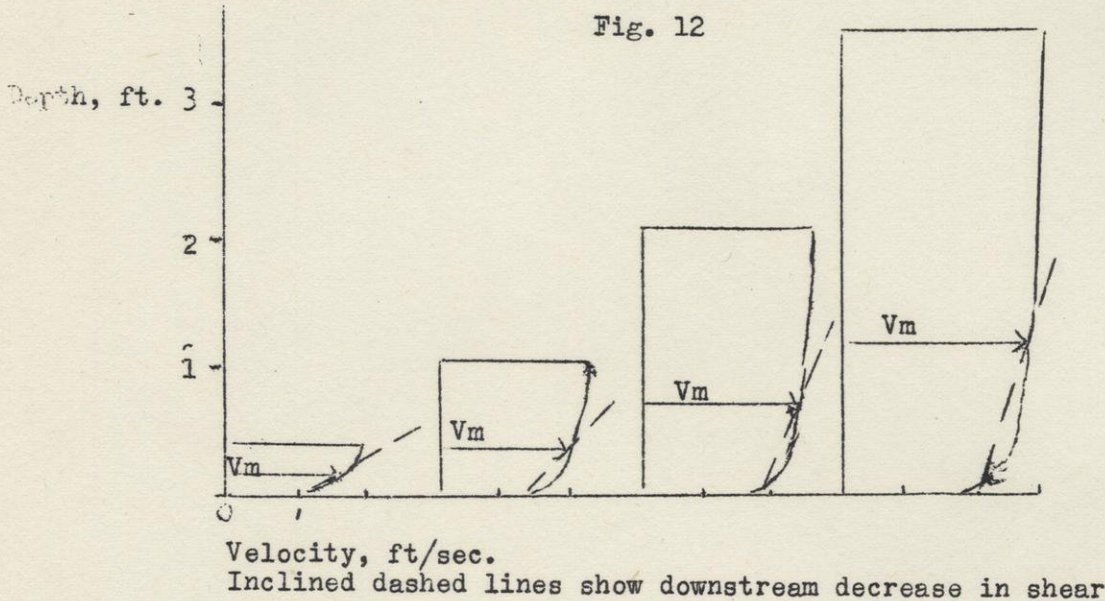 Fig. 12
Depth, ft. 3
2
1
Vm
Vm
Vm
Vm
0 1
Velocity, ft/sec.
Inclined dashed lines show downstream decrease in shear